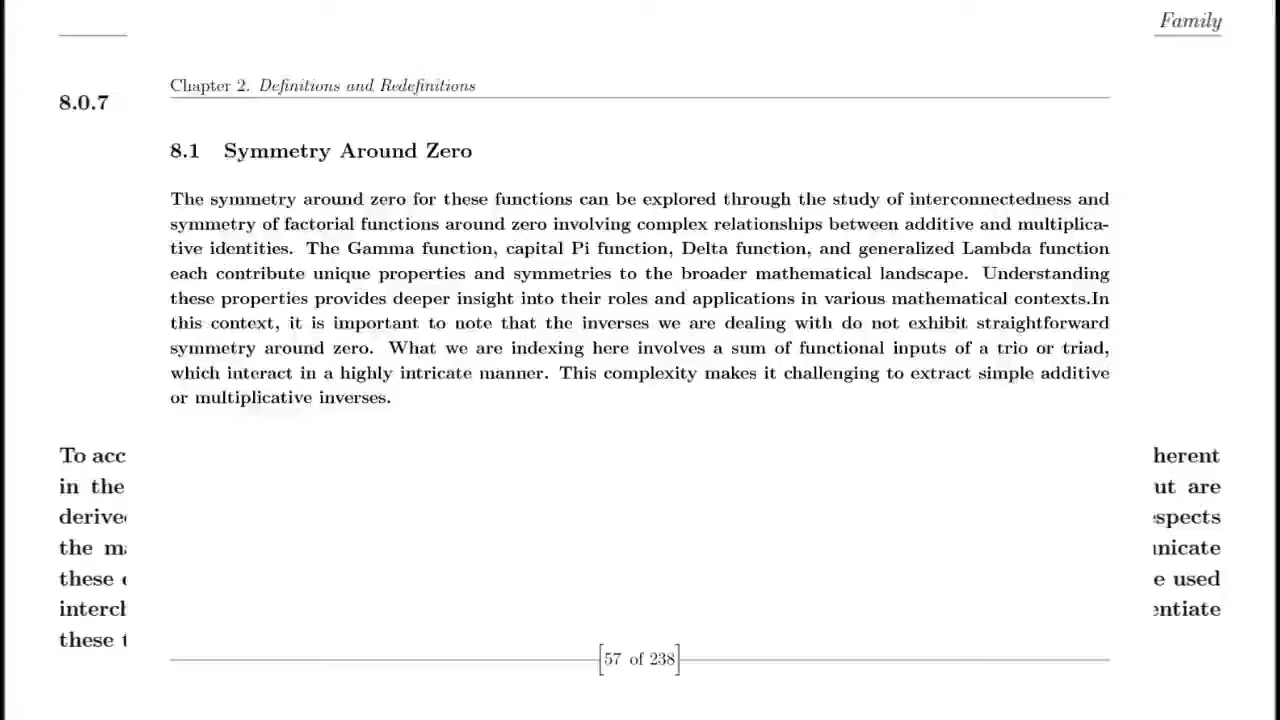 Family
8.0.7
Chapter 2. Definitions and Redefinitions
8.1 Symmetry Around Zero
The symmetry around zero for these functions can be explored through the study of interconnectedness and
symmetry of factorial functions around zero involving complex relationships between additive and multiplica-
tive identities. The Gamma function, capital Pi function, Delta function, and generalized Lambda function
each contribute unique properties and symmetries to the broader mathematical landscape. Understanding
these properties provides deeper insight into their roles and applications in various mathematical contexts.In
this context, it is important to note that the inverses we are dealing with do not exhibit straightforward
symmetry around zero. What we are indexing here involves a sum of functional inputs of a trio or triad,
which interact in a highly intricate manner. This complexity makes it challenging to extract simple additive
or multiplicative inverses.
To acc herent
in the ut are
derive spects
the m nicate
these e used
interch entiate
these t
[57 of 238]